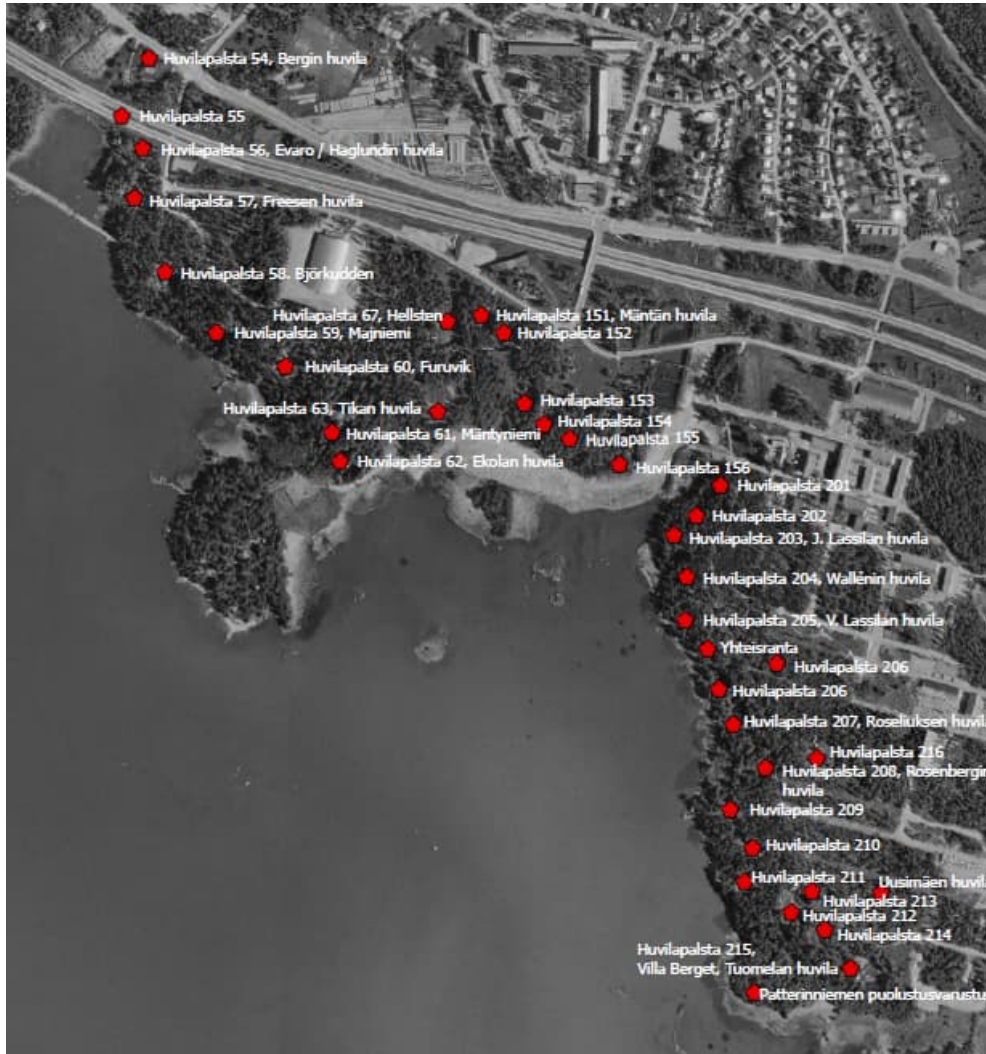 Huvilapalsta 54, Bergin huvila
Huvilapalsta 55
Huvilapalsta 56, Evaro / Haglundin huvila
Huvilapalsta 57, Freesen huvila
Huvilapalsta 58. Björkudden
Huvilapalsta 67, Hellsten
Huvilapalsta 151, Mäntän huvila
Huvilapalsta 59, Majniemi
Huvilapalsta 152
Huvilapalsta 60, Furuvik
Huvilapalsta 153
Huvilapalsta 63, Tikan huvila
Huvilapalsta 154
Huvilapalsta 61, Mäntyniemi
Huvilapalsta 155
Huvilapalsta 62, Ekolan huvila
Huvilapalsta 156
Huvilapalsta 201
Huvilapalsta 202
Huvilapalsta 203, J. Lassilan huvila
Huvilapalsta 204, Wallénin huvila
Huvilapalsta 205, V. Lassilan huvila
Yhteisranta
Huvilapalsta 206
Huvilapalsta 206
Huvilapalsta 207, Roseliuksen huvila
Huvilapalsta 216
Huvilapalsta 208, Rosenbergin
huvila
Huvilapalsta 209
Huvilapalsta 210
Huvilapalsta 211
Uusimäen huvila
Huvilapalsta 213
Huvilapalsta 212
Huvilapalsta 214
Huvilapalsta 215,
Villa Berget, Tuomelan huvila
Patterinniemen puolustusvarustus